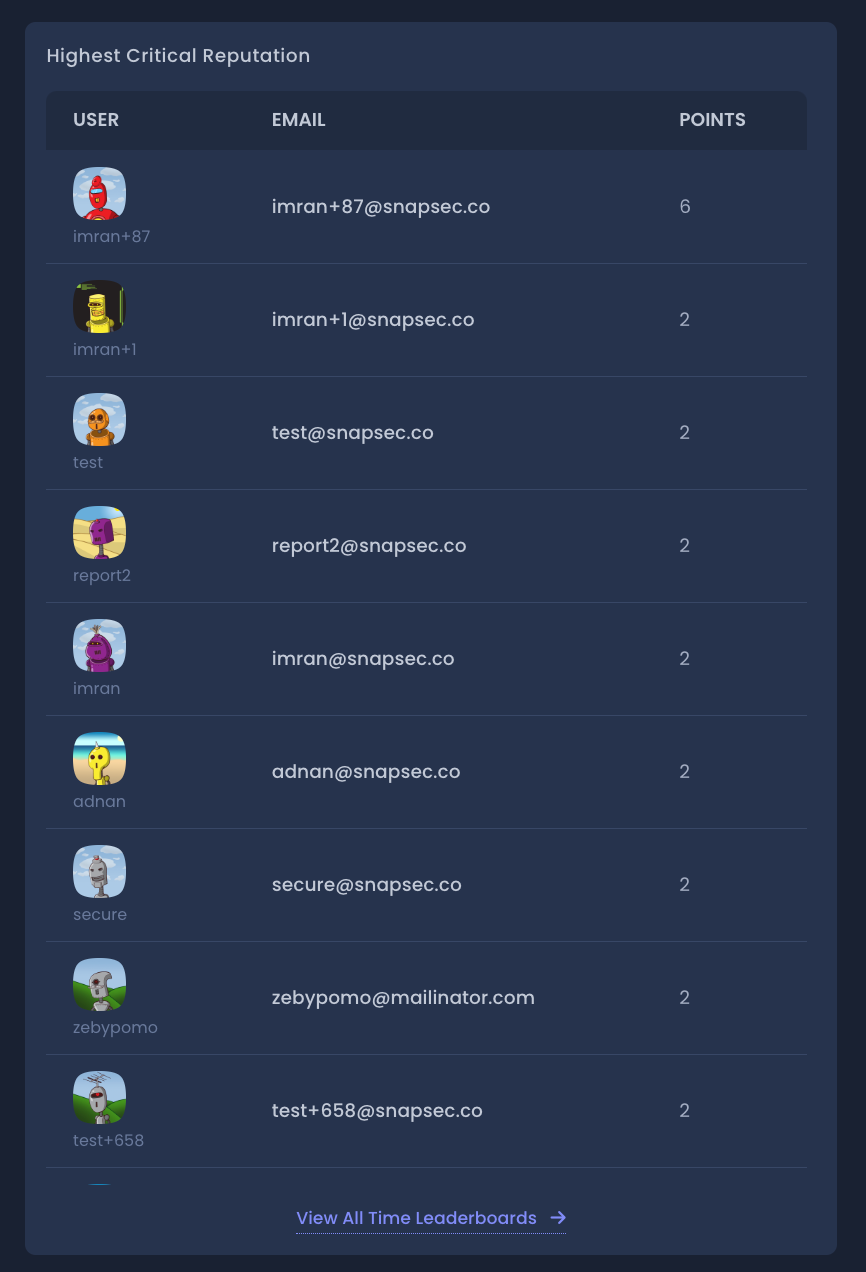 Highest Critical Reputation
USER EMAIL POINTS
imran+87@snapsec.co 6
imran+87
imran+1@snapsec.co 2
imran+1
test@snapsec.co 2
test
report2@snapsec.co 2
report2
imran@snapsec.co 2
imran
adnan@snapsec.co 2
adnan
secure@snapsec.co 2
secure
zebypomo@mailinator.com 2
zebypomo
test+658@snapsec.co 2
test+658
View All Time Leaderboards →